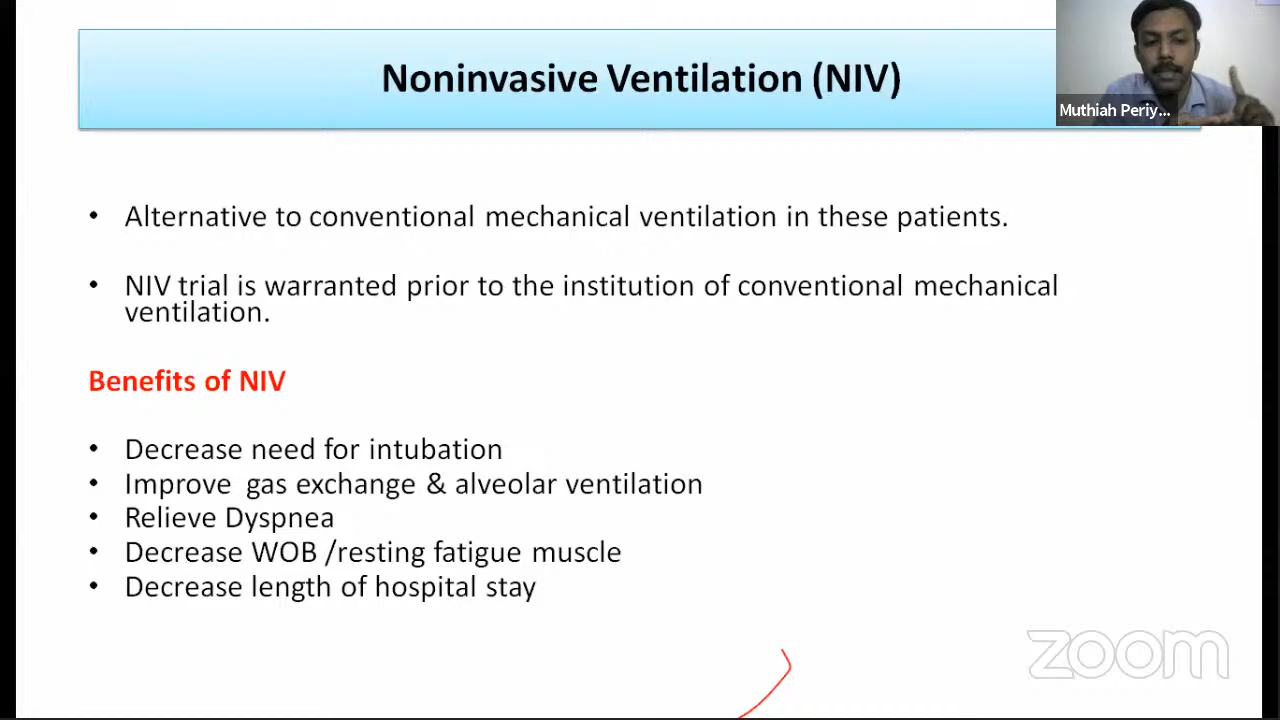 Noninvasive Ventilation (NIV)
Muthiah Periy...
• Alternative to conventional mechanical ventilation in these patients.
• NIV trial is warranted prior to the institution of conventional mechanical
ventilation.
Benefits of NIV
• Decrease need for intubation
• Improve gas exchange & alveolar ventilation
• Relieve Dyspnea
• Decrease WOB /resting fatigue muscle
• Decrease length of hospital stay
zoom